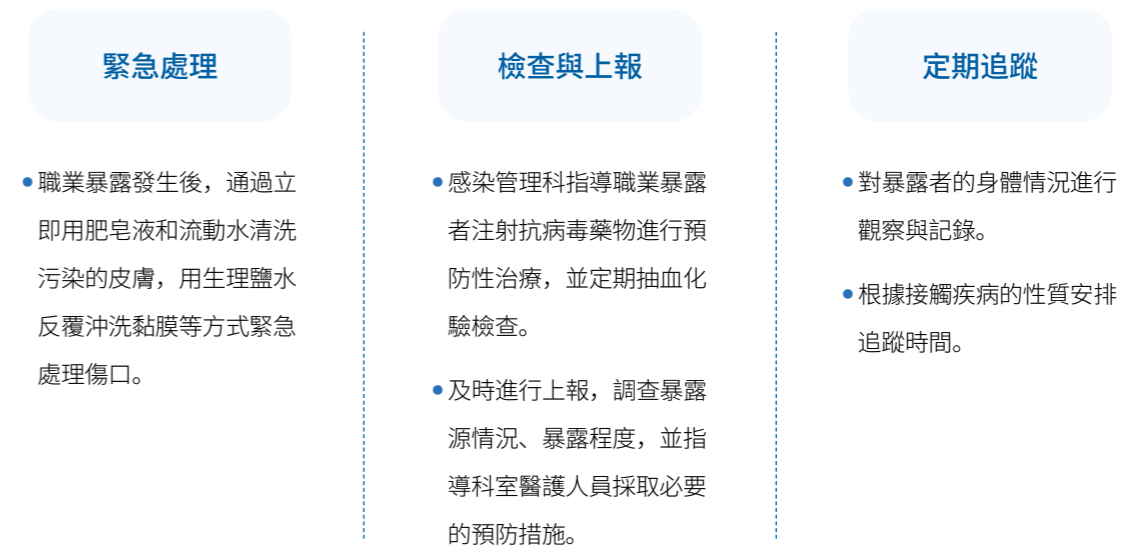 緊急處理
職業暴露發生後，通過立
即用肥皂液和流動水清洗
污染的皮膚，用生理鹽水
反覆沖洗黏膜等方式緊急
處理傷口。
檢查與上報
感染管理科指導職業暴露
者注射抗病毒藥物進行預
防性治療，並定期抽血化
驗檢查。
及時進行上報，調查暴露
源情況、暴露程度，並指
導科室醫護人員採取必要
的預防措施。
定期追蹤
對暴露者的身體情況進行
觀察與記錄。
根據接觸疾病的性質安排
追蹤時間。